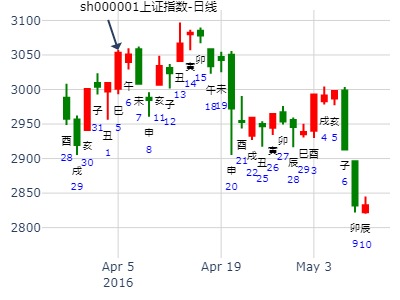 sh000001上证指数-日线
3100
3050
3000
2950
2900
2850
2800
酉 戌 亥 子 丑 巳 午 未 申 亥 子 丑 寅 卯 午 未 申 酉 戌 丑 寅 卯 辰 巳 酉 戌 亥 子 卯 辰
28 29 30 31 1 5 6 7 8 11 12 13 14 15 18 19 20 21 22 25 26 27 28 29 3 4 5 6 9 10
Apr 5 Apr 19 May 3
2016